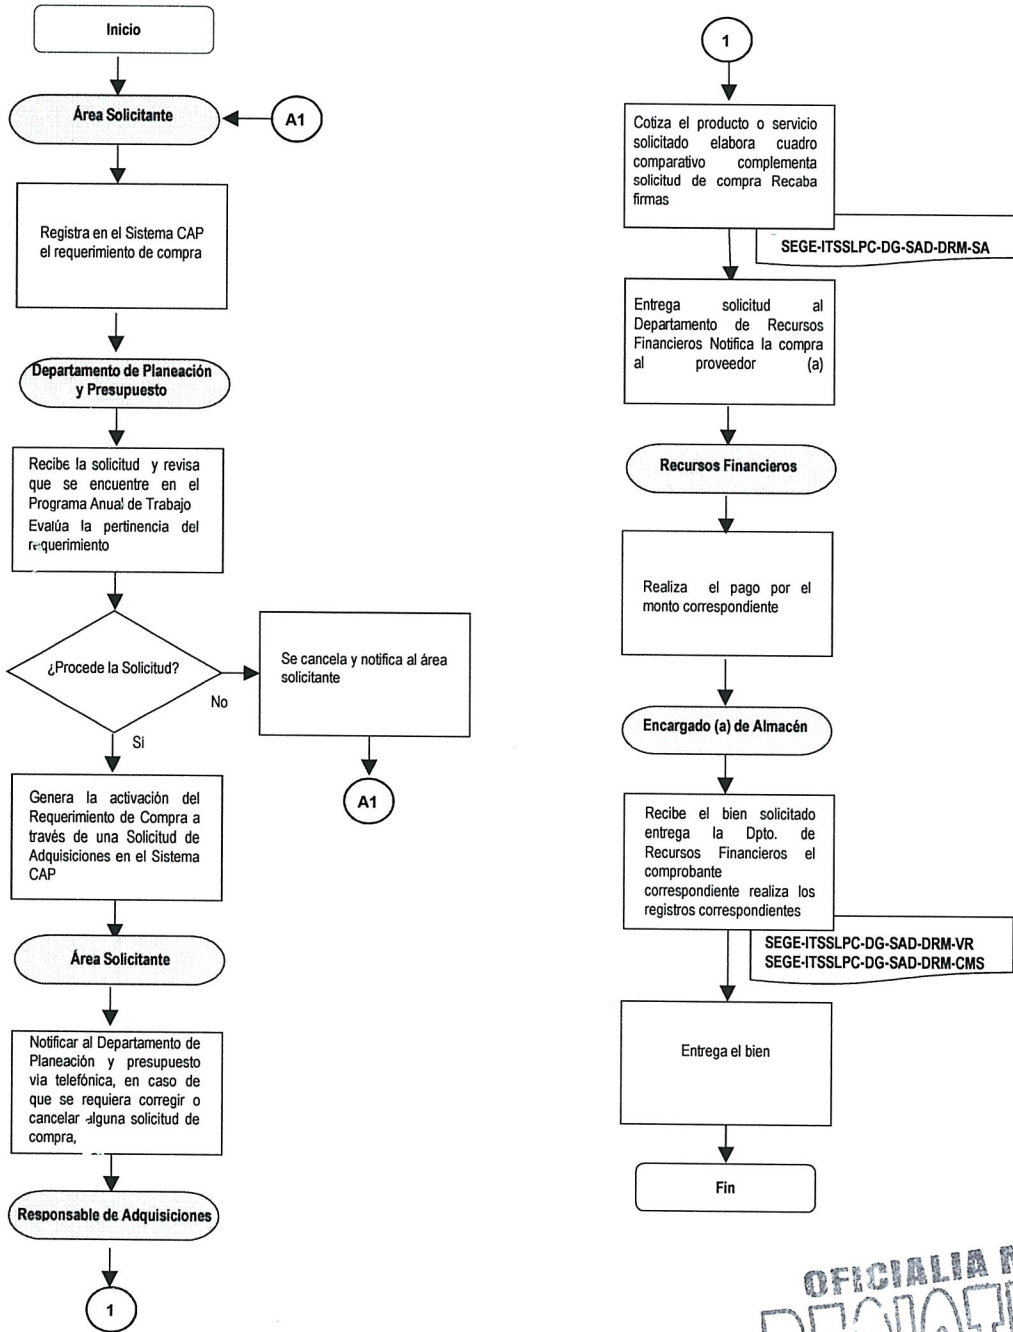 Inicio
Área Solicitante
A1
Registra en el Sistema CAP
el requerimiento de compra
Departamento de Planeación
y Presupuesto
Recibe la solicitud y revisa
que se encuentre en el
Programa Anual de Trabajo
Evalúa la pertinencia del
requerimiento
¿Procede la Solicitud?
No
Se cancela y notifica al área
solicitante
A1
Sí
Genera la activación del
Requerimiento de Compra a
través de una Solicitud de
Adquisiciones en el Sistema
CAP
Área Solicitante
Notificar al Departamento de
Planeación y presupuesto
via telefónica, en caso de
que se requiera corregir o
cancelar alguna solicitud de
compra,
Responsable de Adquisiciones
1
1
Cotiza el producto o servicio
solicitado elabora cuadro
comparativo complementa
solicitud de compra Recaba
firmas
SEGE-ITSSLPC-DG-SAD-DRM-SA
Entrega solicitud al
Departamento de Recursos
Financieros Notifica la compra
al proveedor (a)
Recursos Financieros
Realiza el pago por el
monto correspondiente
Encargado (a) de Almacén
Recibe el bien solicitado
entrega la Dpto. de
Recursos Financieros el
comprobante
correspondiente realiza los
registros correspondientes
SEGE-ITSSLPC-DG-SAD-DRM-VR
SEGE-ITSSLPC-DG-SAD-DRM-CMS
Entrega el bien
Fin
OFICIALIA M